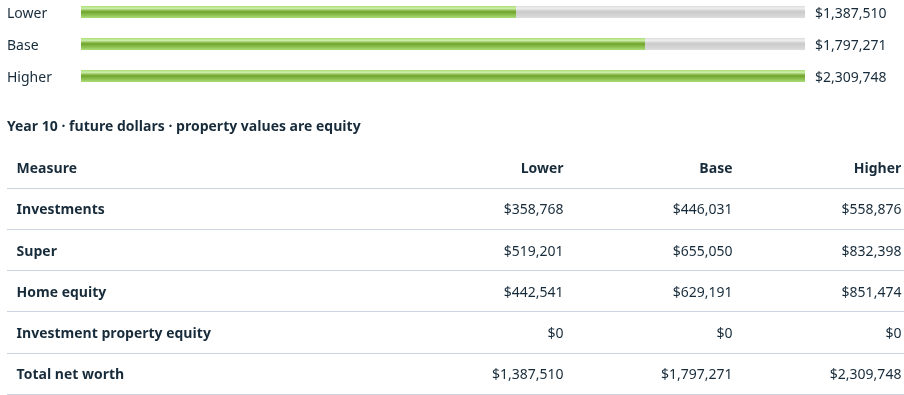 Lower $1,387,510
Base $1,797,271
Higher $2,309,748
Year 10 · future dollars · property values are equity
Measure Lower Base Higher
Investments $358,768 $446,031 $558,876
Super $519,201 $655,050 $832,398
Home equity $442,541 $629,191 $851,474
Investment property equity $0 $0 $0
Total net worth $1,387,510 $1,797,271 $2,309,748